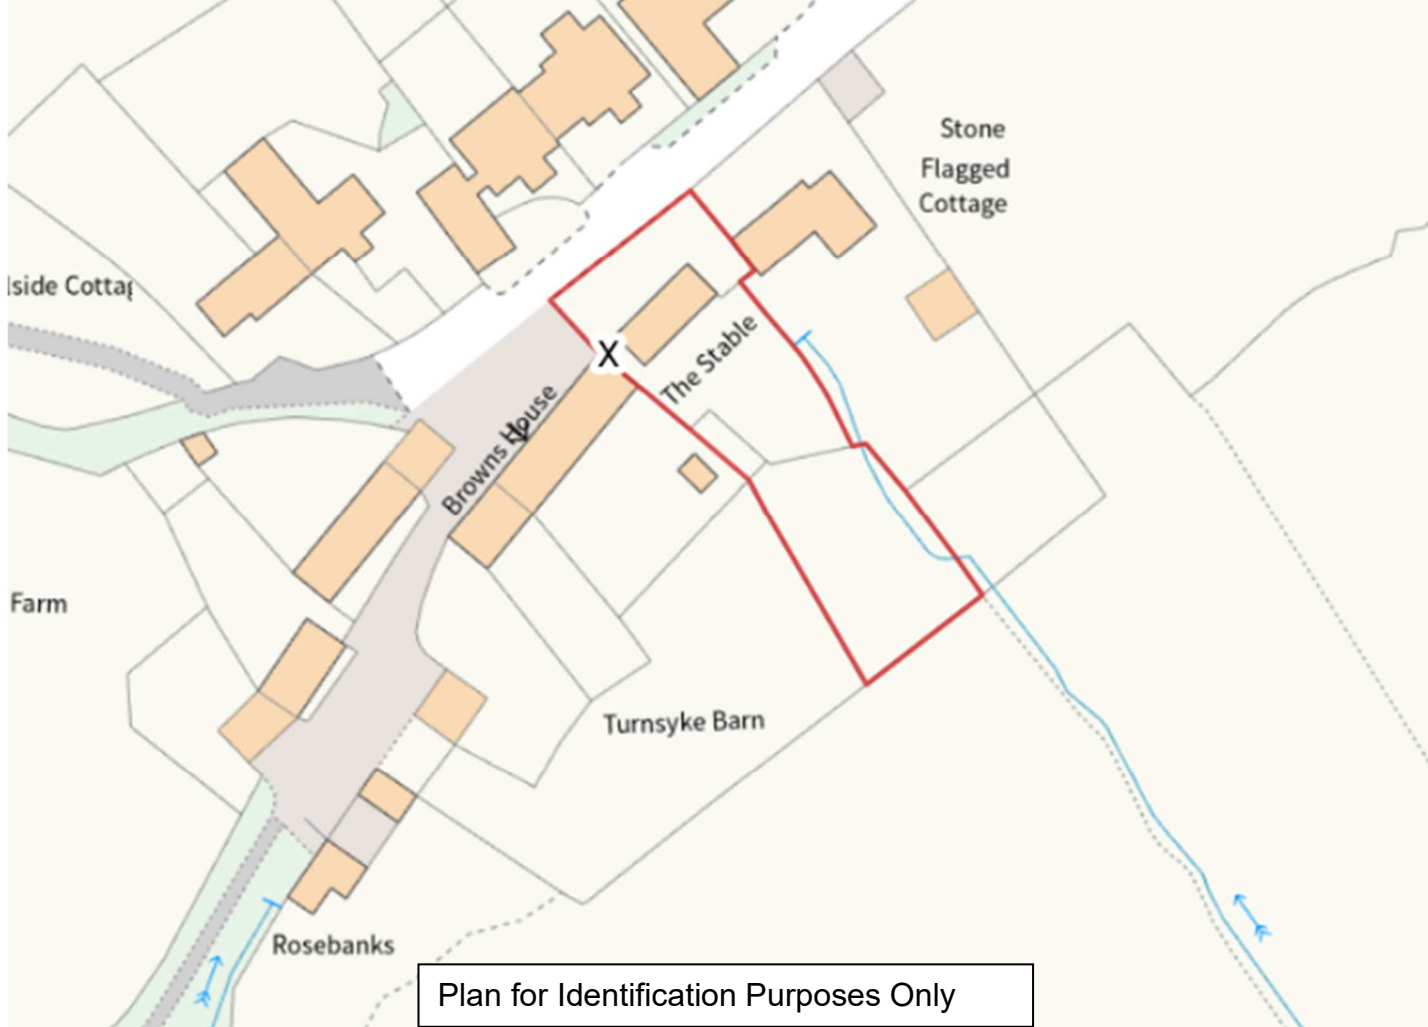 Stone
Flagged
Cottage
lside Cottag
X
The Stable
Browns House
Farm
Turnsyke Barn
Rosebanks
Plan for Identification Purposes Only